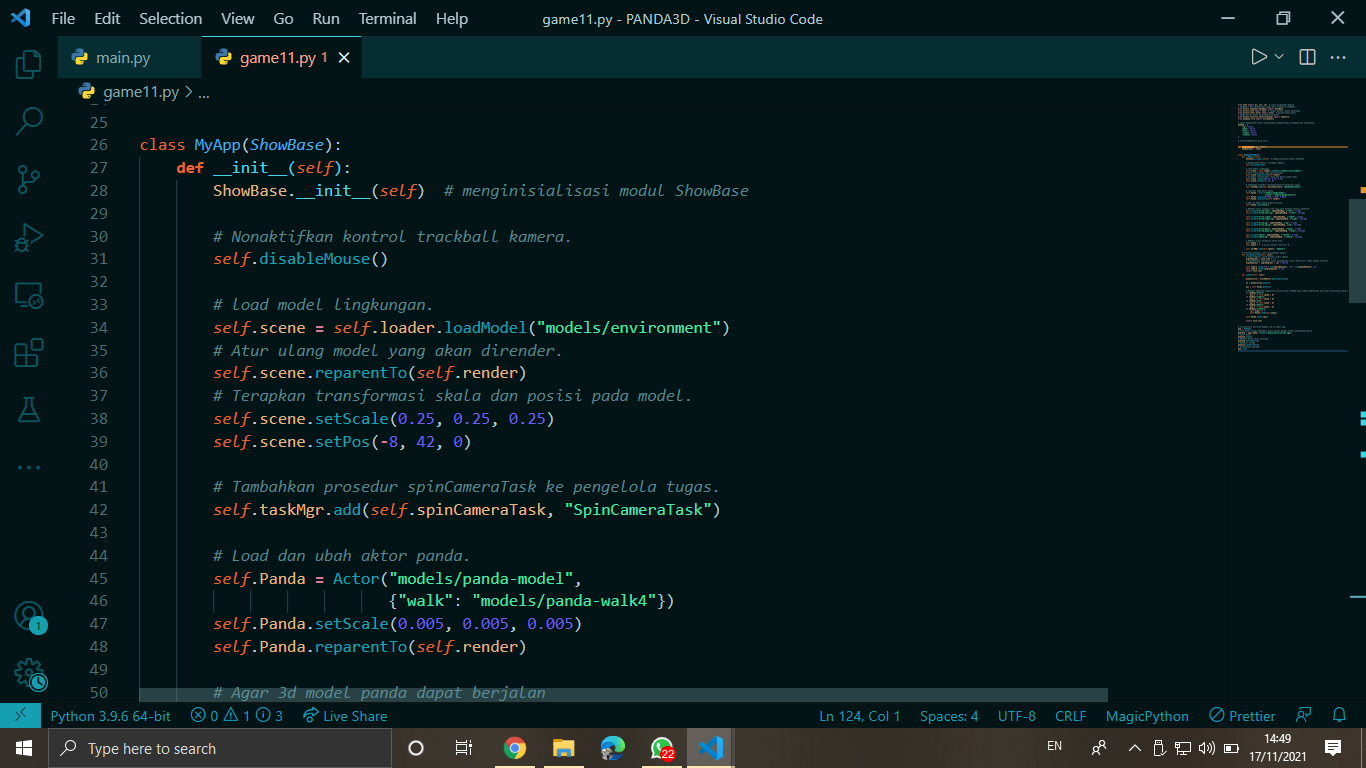 File Edit Selection View Go Run Terminal Help game11.py - PANDA3D - Visual Studio Code
main.py game11.py 1
game11.py > ...
25
26 class MyApp(ShowBase):
27 def __init__(self):
28 ShowBase.__init__(self) # menginisialisasi modul ShowBase
29
30 # Nonaktifkan kontrol trackball kamera.
31 self.disableMouse()
32
33 # load model lingkungan.
34 self.scene = self.loader.loadModel("models/environment")
35 # Atur ulang model yang akan dirender.
36 self.scene.reparentTo(self.render)
37 # Terapkan transformasi skala dan posisi pada model.
38 self.scene.setScale(0.25, 0.25, 0.25)
39 self.scene.setPos(-8, 42, 0)
40
41 # Tambahkan prosedur spinCameraTask ke pengelola tugas.
42 self.taskMgr.add(self.spinCameraTask, "SpinCameraTask")
43
44 # Load dan ubah aktor panda.
45 self.Panda = Actor("models/panda-model",
46 {"walk": "models/panda-walk4"})
47 self.Panda.setScale(0.005, 0.005, 0.005)
48 self.Panda.reparentTo(self.render)
49
50 # Agar 3d model panda dapat berjalan
1
Python 3.9.6 64-bit 0 1 3 Live Share Ln 124, Col 1 Spaces: 4 UTF-8 CRLF MagicPython Prettier
Type here to search 22 EN 14:49
17/11/2021